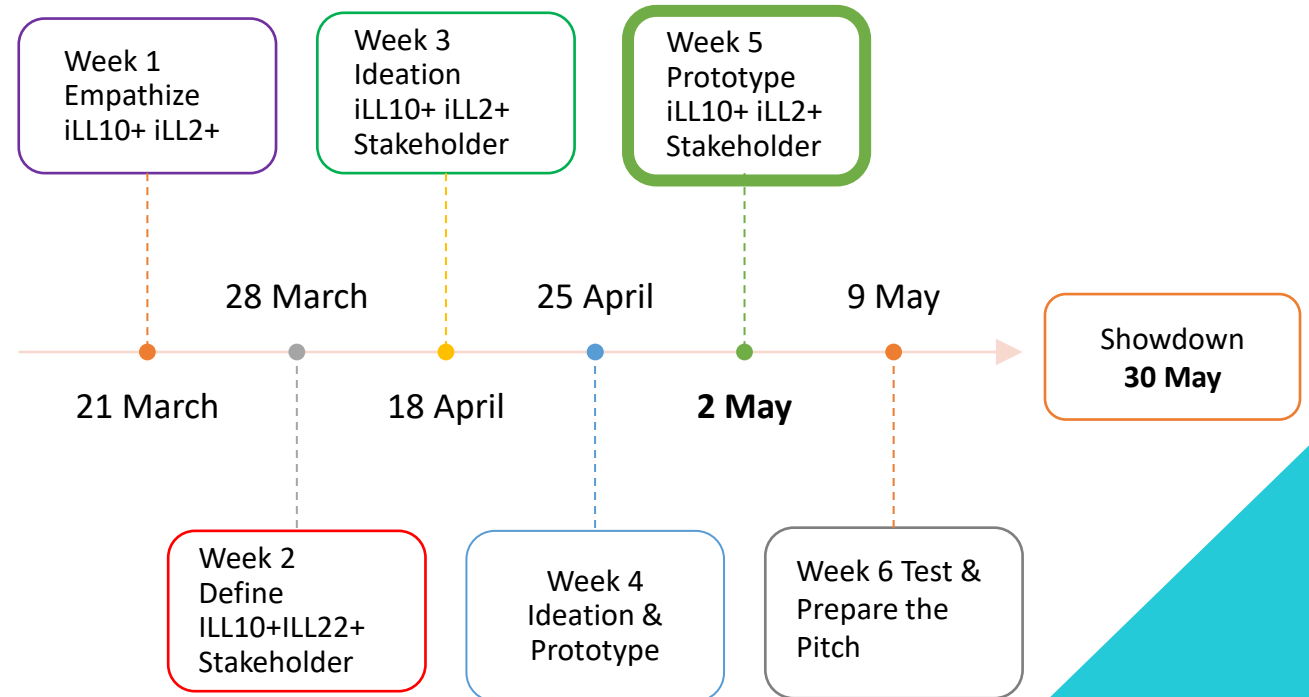 Week 1
Empathize
iLL10+ iLL2+
Week 3
Ideation
iLL10+ iLL2+
Stakeholder
Week 5
Prototype
iLL10+ iLL2+
Stakeholder
28 March
25 April
9 May
21 March
18 April
2 May
Showdown
30 May
Week 2
Define
ILL10+ILL22+
Stakeholder
Week 4
Ideation &
Prototype
Week 6 Test &
Prepare the
Pitch